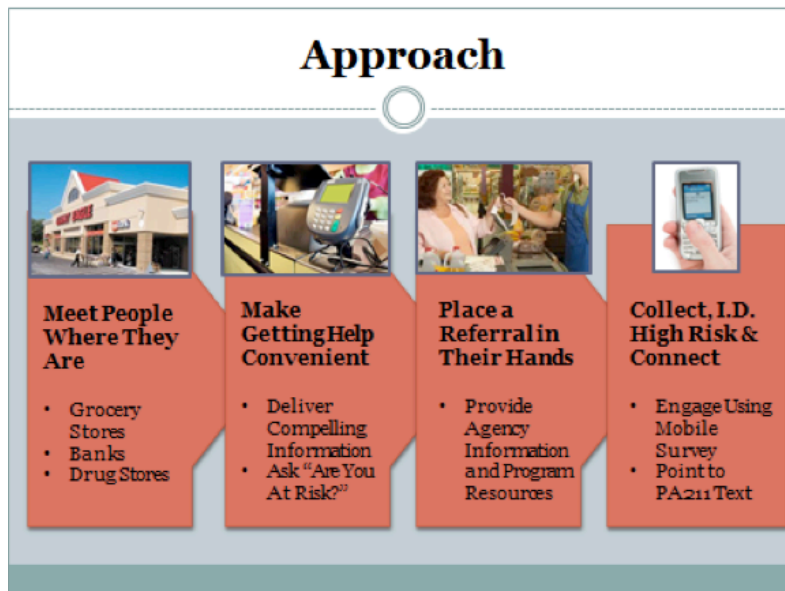 Approach
Meet People
Where They
Are
• Grocery
Stores
• Banks
• Drug Stores
Make
Getting Help
Convenient
• Deliver
Compelling
Information
• Ask “Are You
At Risk?”
Place a
Referral in
Their Hands
• Provide
Agency
Information
and Program
Resources
Collect, I.D.
High Risk &
Connect
• Engage Using
Mobile
Survey
• Point to
PA211 Text